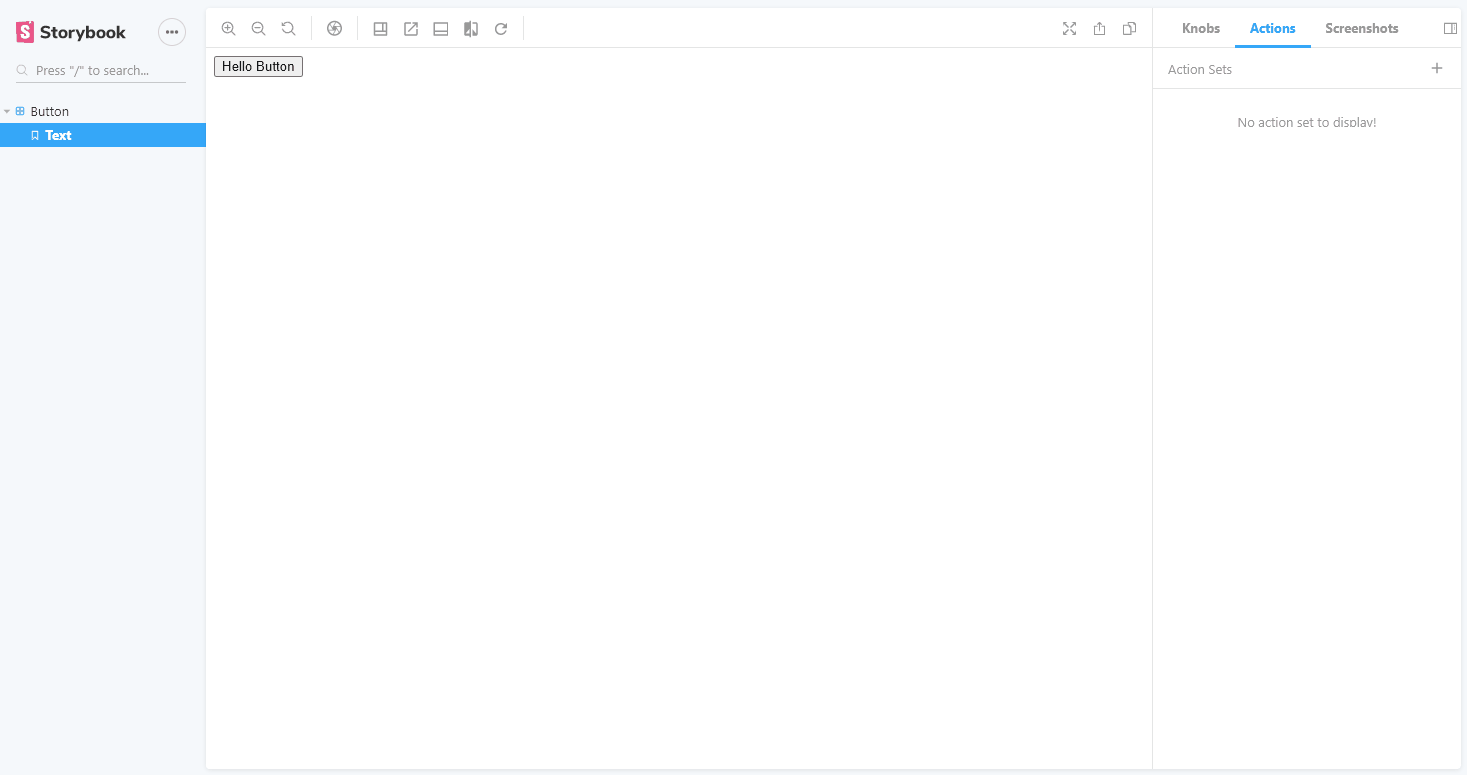 Storybook
Press "/" to search...
Button
Text
Hello Button
Knobs
Actions
Screenshots
Action Sets
No action set to display!